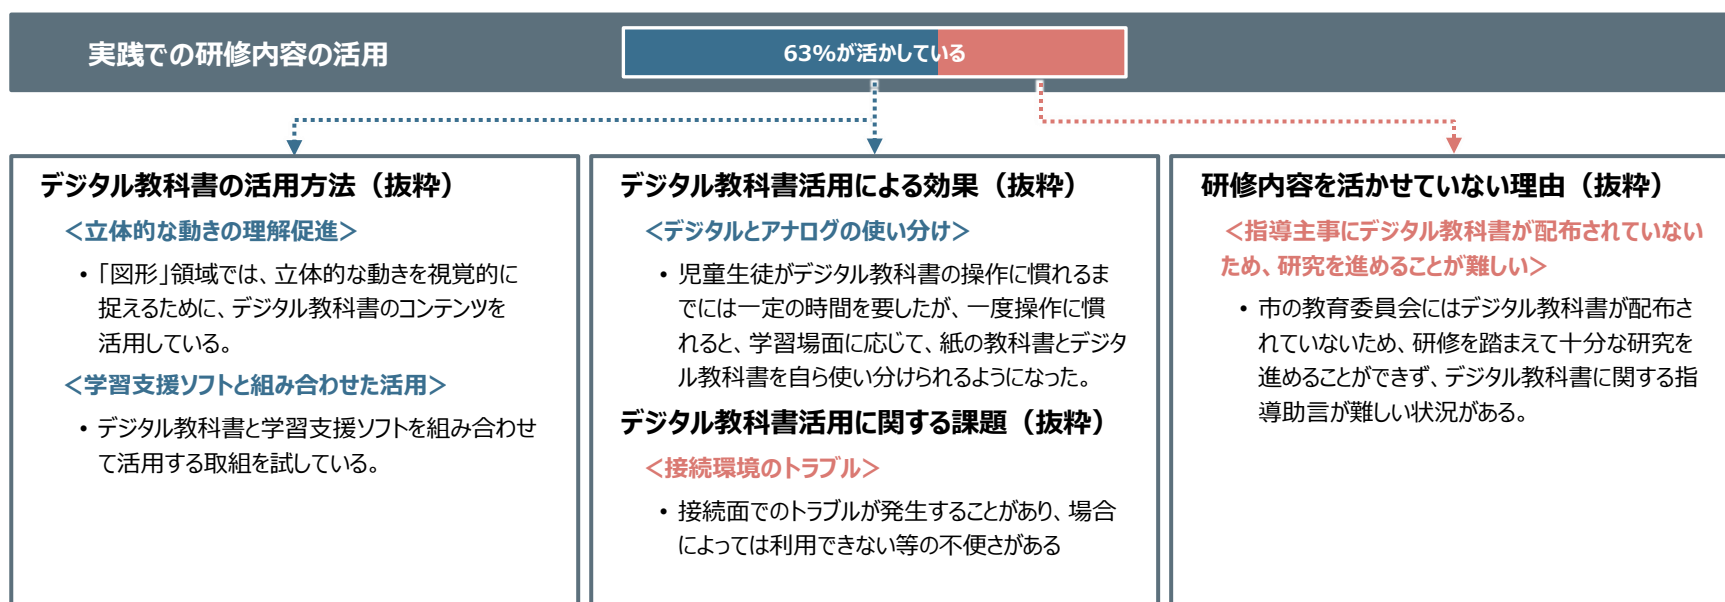 実践での研修内容の活用
63%が活かしている
デジタル教科書の活用方法（抜粋）
＜立体的な動きの理解促進＞
• 「図形」領域では、立体的な動きを視覚的に
捉えるために、デジタル教科書のコンテンツを
活用している。
＜学習支援ソフトと組み合わせた活用＞
• デジタル教科書と学習支援ソフトを組み合わせ
て活用する取組を試している。
デジタル教科書活用による効果（抜粋）
＜デジタルとアナログの使い分け＞
• 児童生徒がデジタル教科書の操作に慣れるま
でには一定の時間を要したが、一度操作に慣
れると、学習場面に応じて、紙の教科書とデジタ
ル教科書を自ら使い分けられるようになった。
デジタル教科書活用に関する課題（抜粋）
＜接続環境のトラブル＞
• 接続面でのトラブルが発生することがあり、場合
によっては利用できない等の不便さがある
研修内容を活かせていない理由（抜粋）
＜指導主事にデジタル教科書が配布されていない
ため、研究を進めることが難しい＞
• 市の教育委員会にはデジタル教科書が配布さ
れていないため、研修を踏まえて十分な研究を
進めることができず、デジタル教科書に関する指
導助言が難しい状況がある。